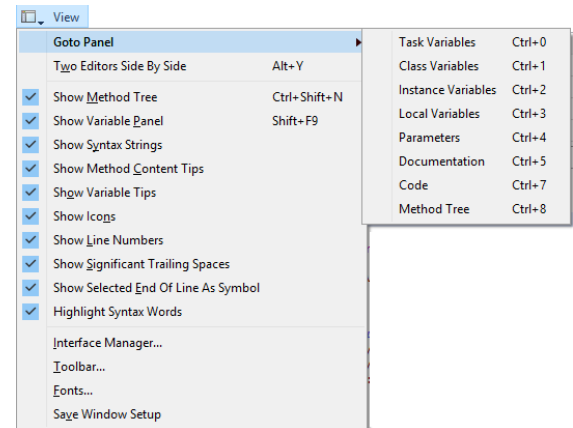 View
Goto Panel
Two Editors Side By Side Alt+Y
Show Method Tree Ctrl+Shift+N
Show Variable Panel Shift+F9
Show Syntax Strings
Show Method Content Tips
Show Variable Tips
Show Icons
Show Line Numbers
Show Significant Trailing Spaces
Show Selected End Of Line As Symbol
Highlight Syntax Words
Interface Manager...
Toolbar...
Fonts...
Save Window Setup
Task Variables Ctrl+0
Class Variables Ctrl+1
Instance Variables Ctrl+2
Local Variables Ctrl+3
Parameters Ctrl+4
Documentation Ctrl+5
Code Ctrl+7
Method Tree Ctrl+8